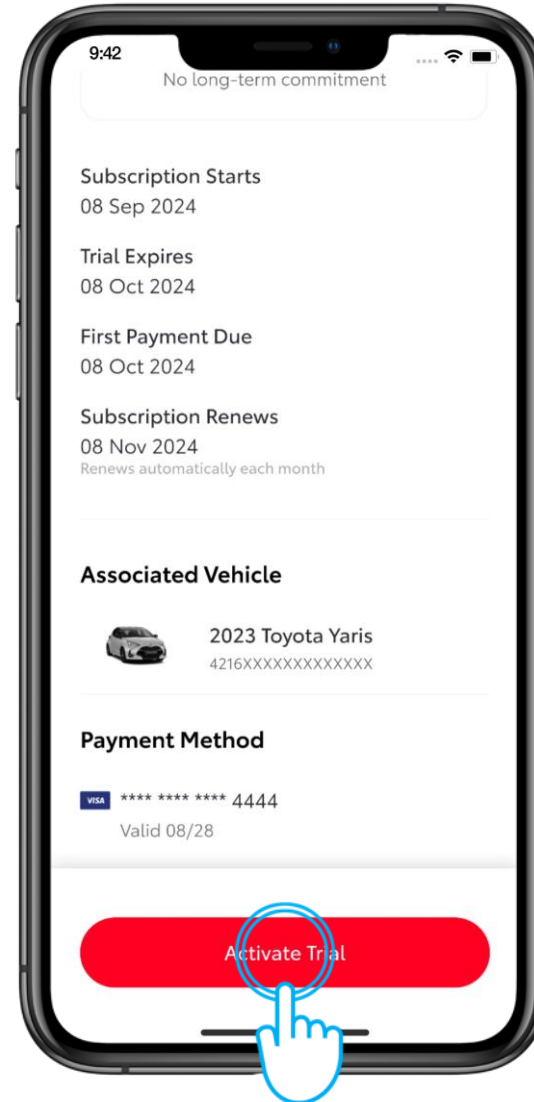 9:42
No long-term commitment
Subscription Starts
08 Sep 2024
Trial Expires
08 Oct 2024
First Payment Due
08 Oct 2024
Subscription Renews
08 Nov 2024
Renews automatically each month
Associated Vehicle
2023 Toyota Yaris
4216XXXXXXXXXXXXX
Payment Method
VISA **** **** **** 4444
Valid 08/28
Activate Trial